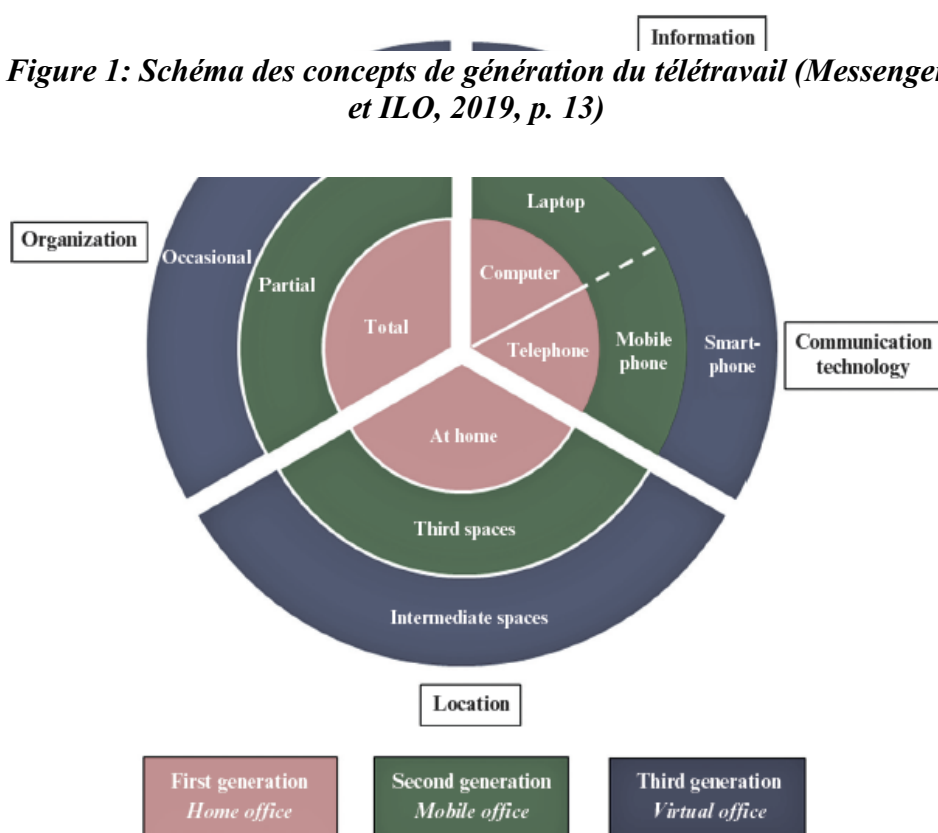 Information
Figure 1: Schéma des concepts de génération du télétravail (Messenger
et ILO, 2019, p. 13)
Laptop
Organization
Occasional
Computer
Partial
Total
Telephone
Mobile
phone
Smart-
phone
Communication
technology
At home
Third spaces
Intermediate spaces
Location
First generation
Home office
Second generation
Mobile office
Third generation
Virtual office